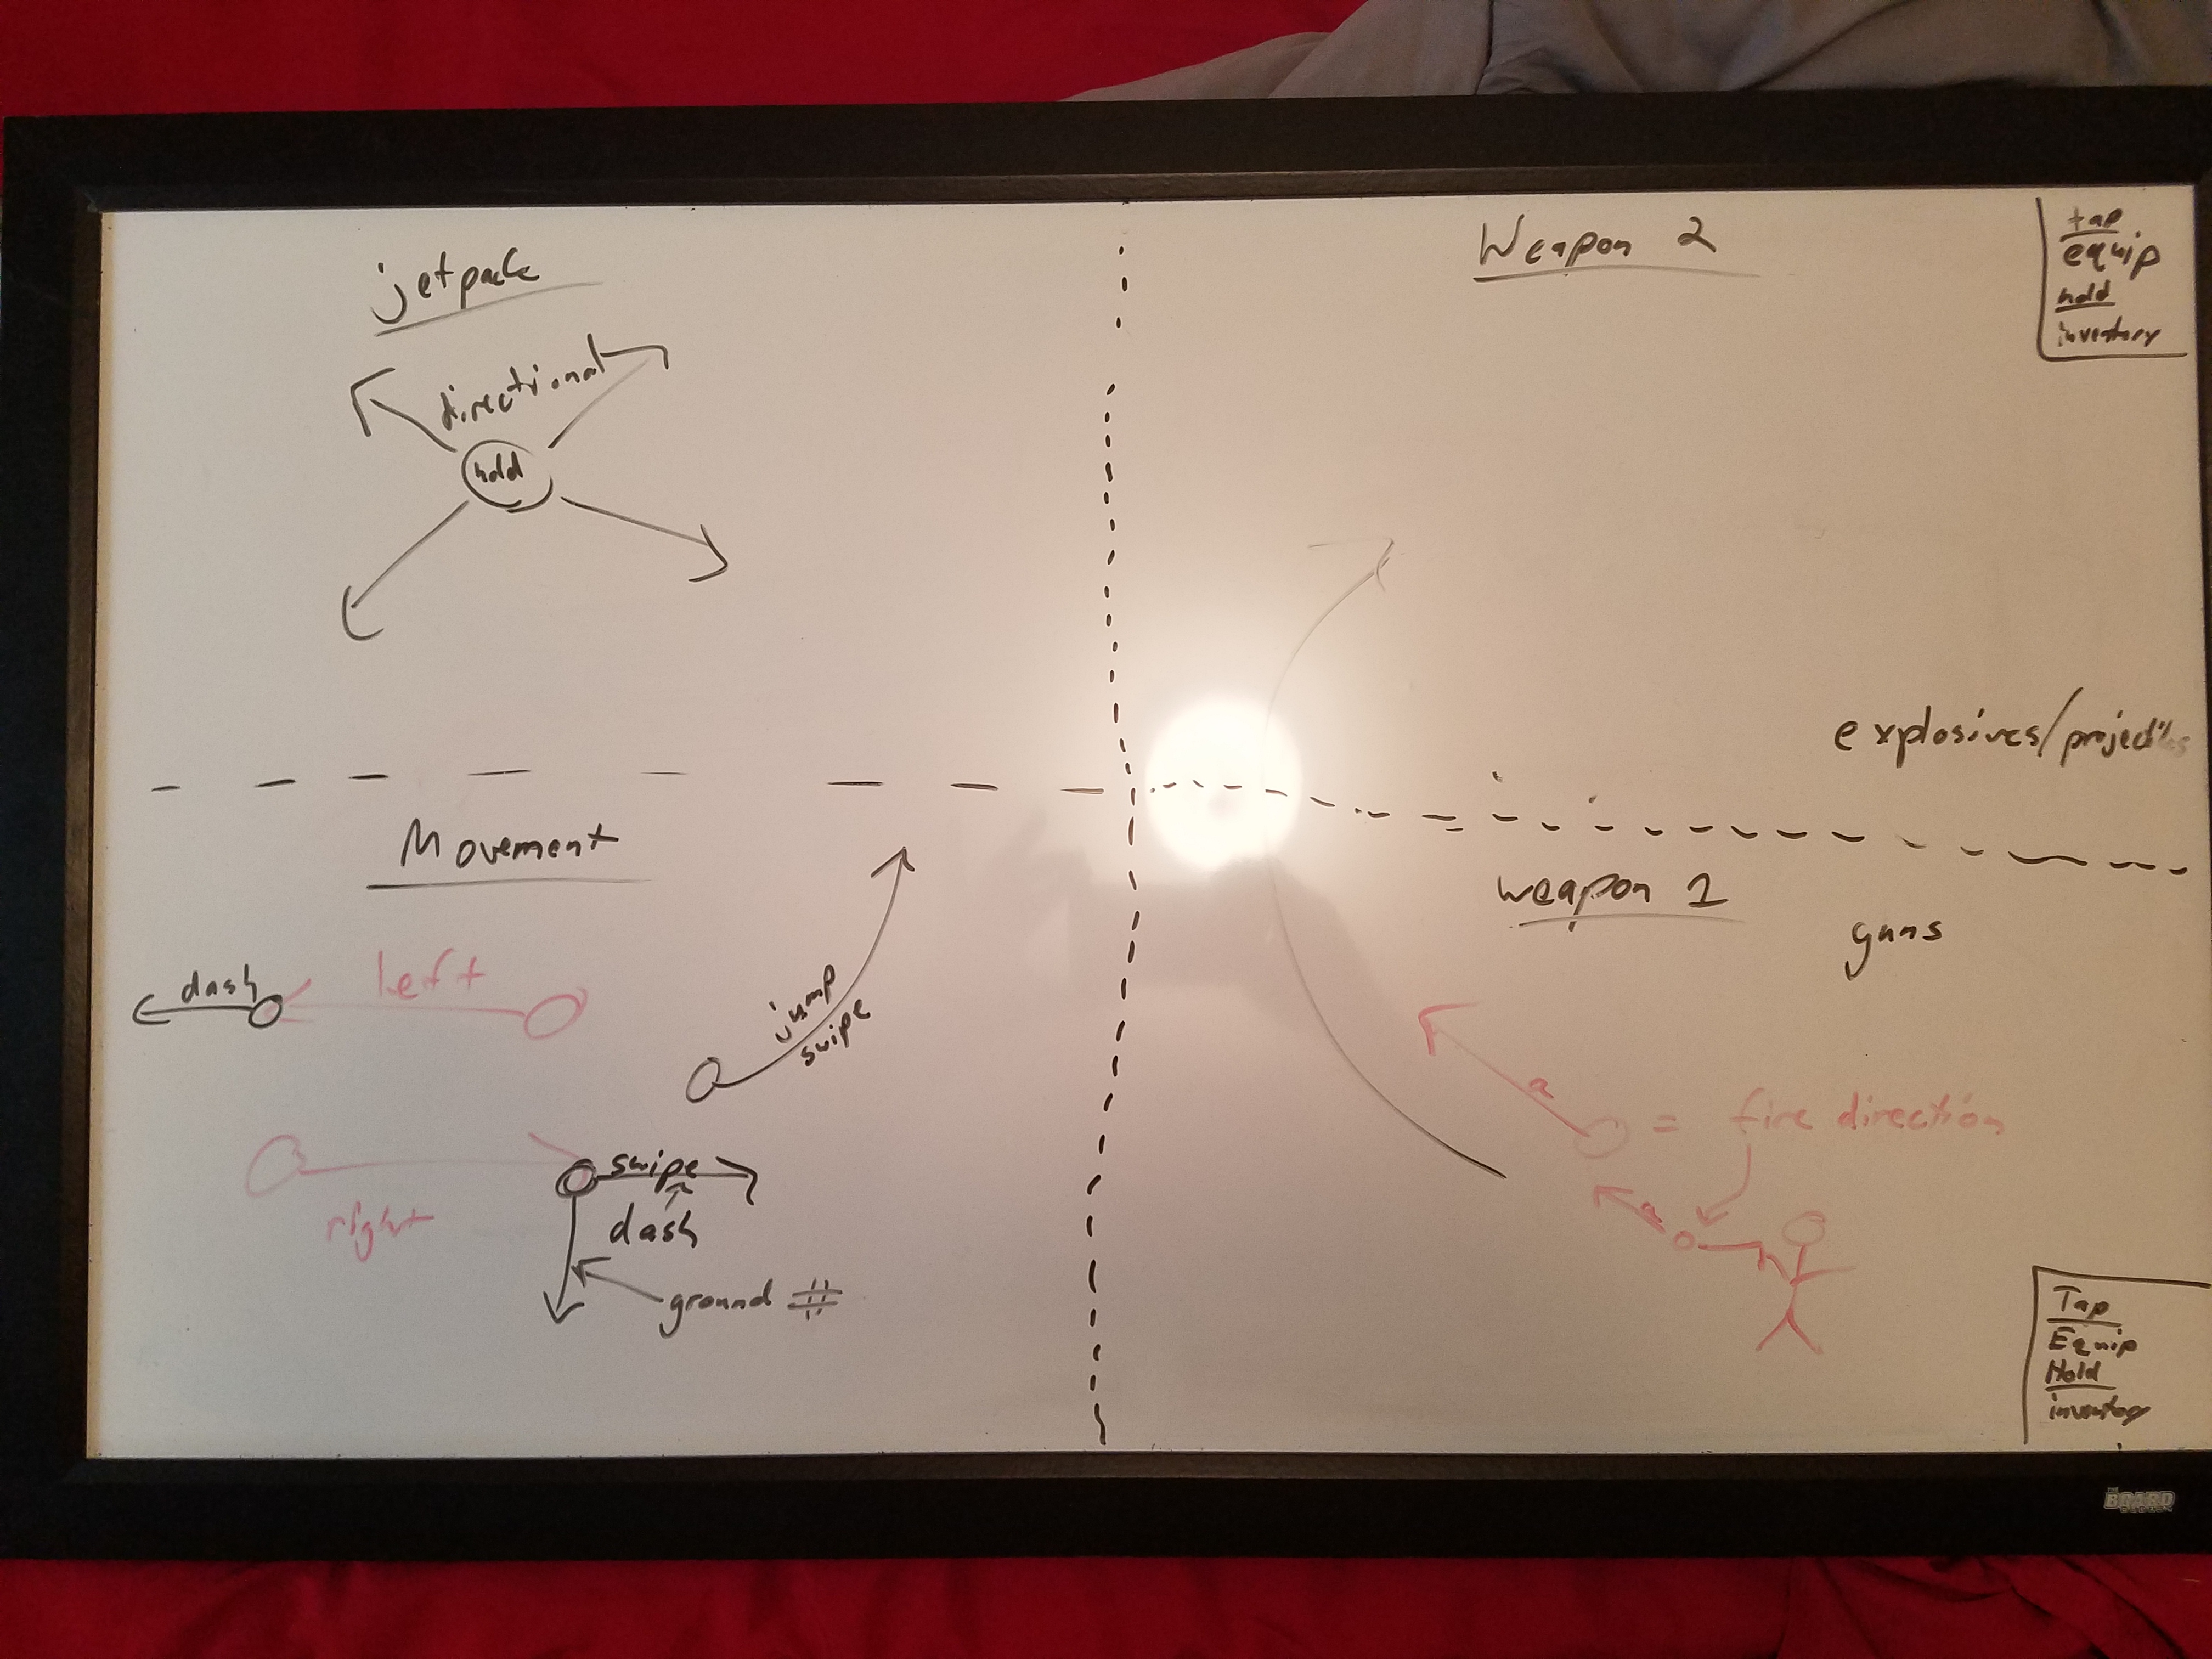 jetpack
directional
hold
Weapon 2
tap
equip
hold
inventory
explosives/projectiles
Movement
dash
left
jump
swipe
right
swipe
dash
ground #
weapon 1
guns
a
= fire direction
a
Tap
Equip
Hold
inventory
BOARD